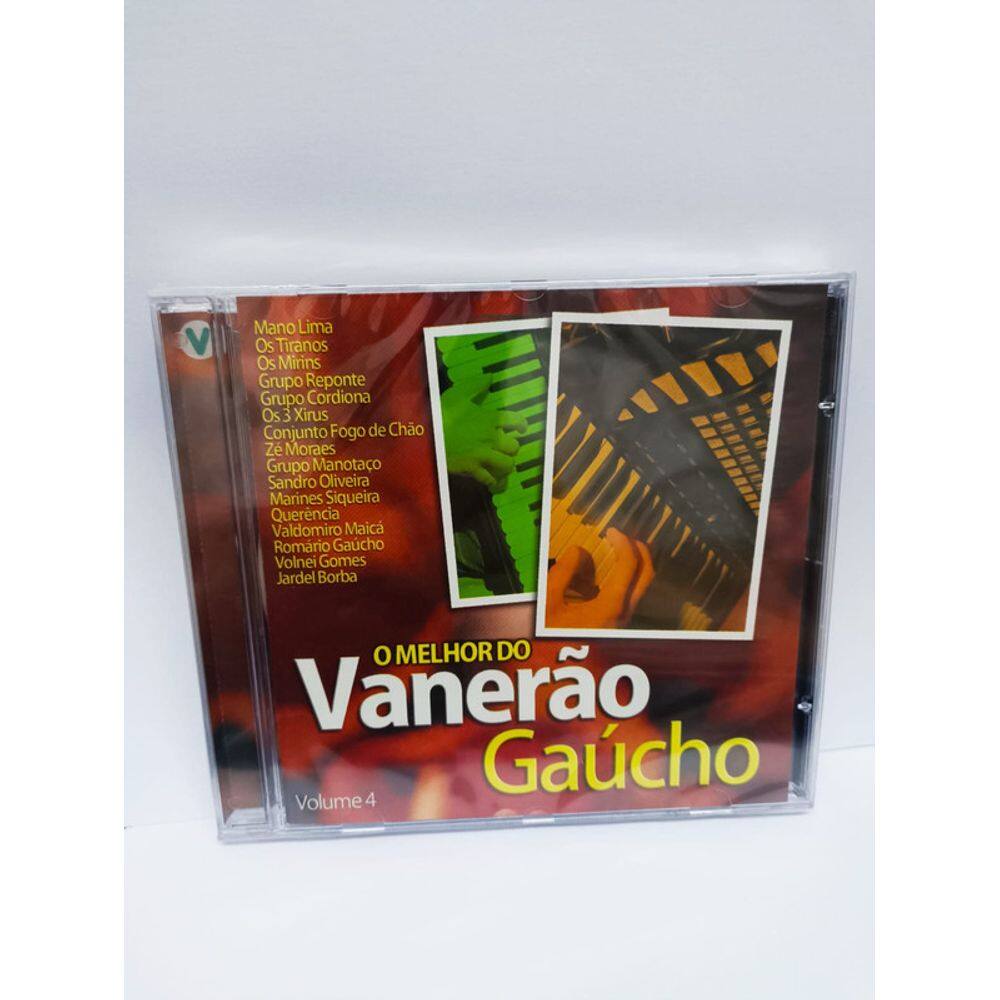 V
Mano Lima
Os Tiranos
Os Mirins
Grupo Reponte
Grupo Cordiona
Os 3 Xirus
Conjunto Fogo de Chão
Zé Moraes
Grupo Manotaço
Sandro Oliveira
Marines Siqueira
Querência
Valdomiro Maicá
Romário Gaúcho
Volnei Gomes
Jardel Borba
O MELHOR DO
Vanerão
Gaúcho
Volume 4